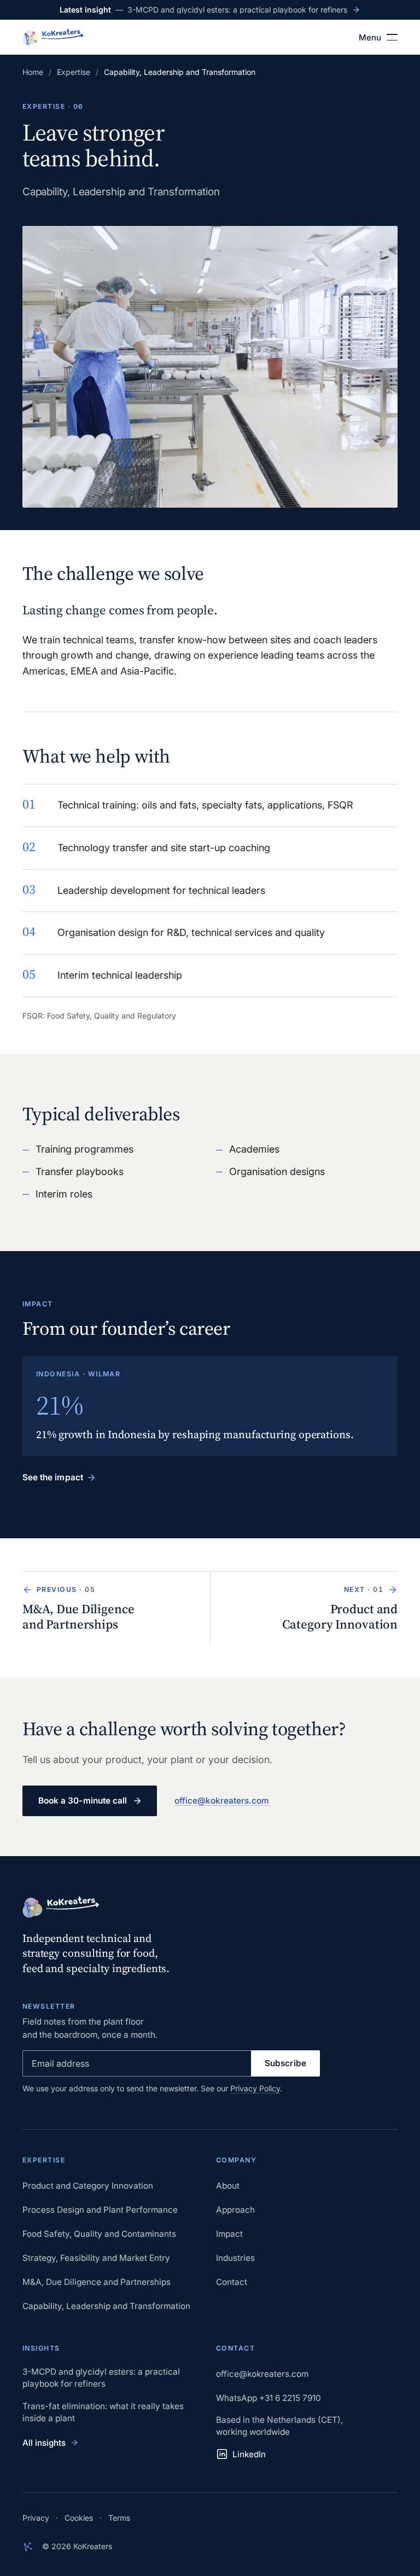 Latest insight — 3-MCPD and glycidyl esters: a practical playbook for refiners →
KoKreaters
Menu
Home / Expertise / Capability, Leadership and Transformation
EXPERTISE · 06
Leave stronger
teams behind.
Capability, Leadership and Transformation
The challenge we solve
Lasting change comes from people.
We train technical teams, transfer know-how between sites and coach leaders
through growth and change, drawing on experience leading teams across the
Americas, EMEA and Asia-Pacific.
What we help with
01 Technical training: oils and fats, specialty fats, applications, FSQR
02 Technology transfer and site start-up coaching
03 Leadership development for technical leaders
04 Organisation design for R&D, technical services and quality
05 Interim technical leadership
FSQR: Food Safety, Quality and Regulatory
Typical deliverables
— Training programmes
— Academies
— Transfer playbooks
— Organisation designs
— Interim roles
IMPACT
From our founder’s career
INDONESIA · WILMAR
21%
21% growth in Indonesia by reshaping manufacturing operations.
See the impact →
← PREVIOUS · 05
M&A, Due Diligence
and Partnerships
NEXT · 01 →
Product and
Category Innovation
Have a challenge worth solving together?
Tell us about your product, your plant or your decision.
Book a 30-minute call →
office@kokreaters.com
KoKreaters
Independent technical and
strategy consulting for food,
feed and specialty ingredients.
NEWSLETTER
Field notes from the plant floor
and the boardroom, once a month.
Email address
Subscribe
We use your address only to send the newsletter. See our Privacy Policy.
EXPERTISE
Product and Category Innovation
Process Design and Plant Performance
Food Safety, Quality and Contaminants
Strategy, Feasibility and Market Entry
M&A, Due Diligence and Partnerships
Capability, Leadership and Transformation
COMPANY
About
Approach
Impact
Industries
Contact
INSIGHTS
3-MCPD and glycidyl esters: a practical
playbook for refiners
Trans-fat elimination: what it really takes
inside a plant
All insights →
CONTACT
office@kokreaters.com
WhatsApp +31 6 2215 7910
Based in the Netherlands (CET),
working worldwide
LinkedIn
Privacy · Cookies · Terms
© 2026 KoKreaters